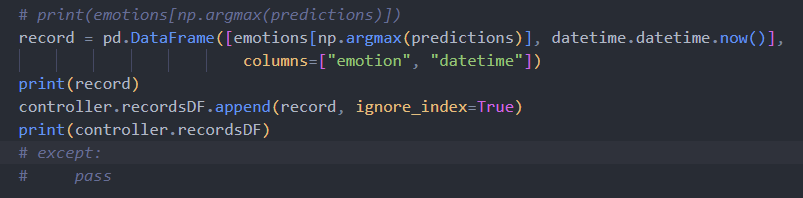 # print(emotions[np.argmax(predictions)])
record = pd.DataFrame([emotions[np.argmax(predictions)], datetime.datetime.now()],
columns=["emotion", "datetime"])
print(record)
controller.recordsDF.append(record, ignore_index=True)
print(controller.recordsDF)
# except:
#     pass